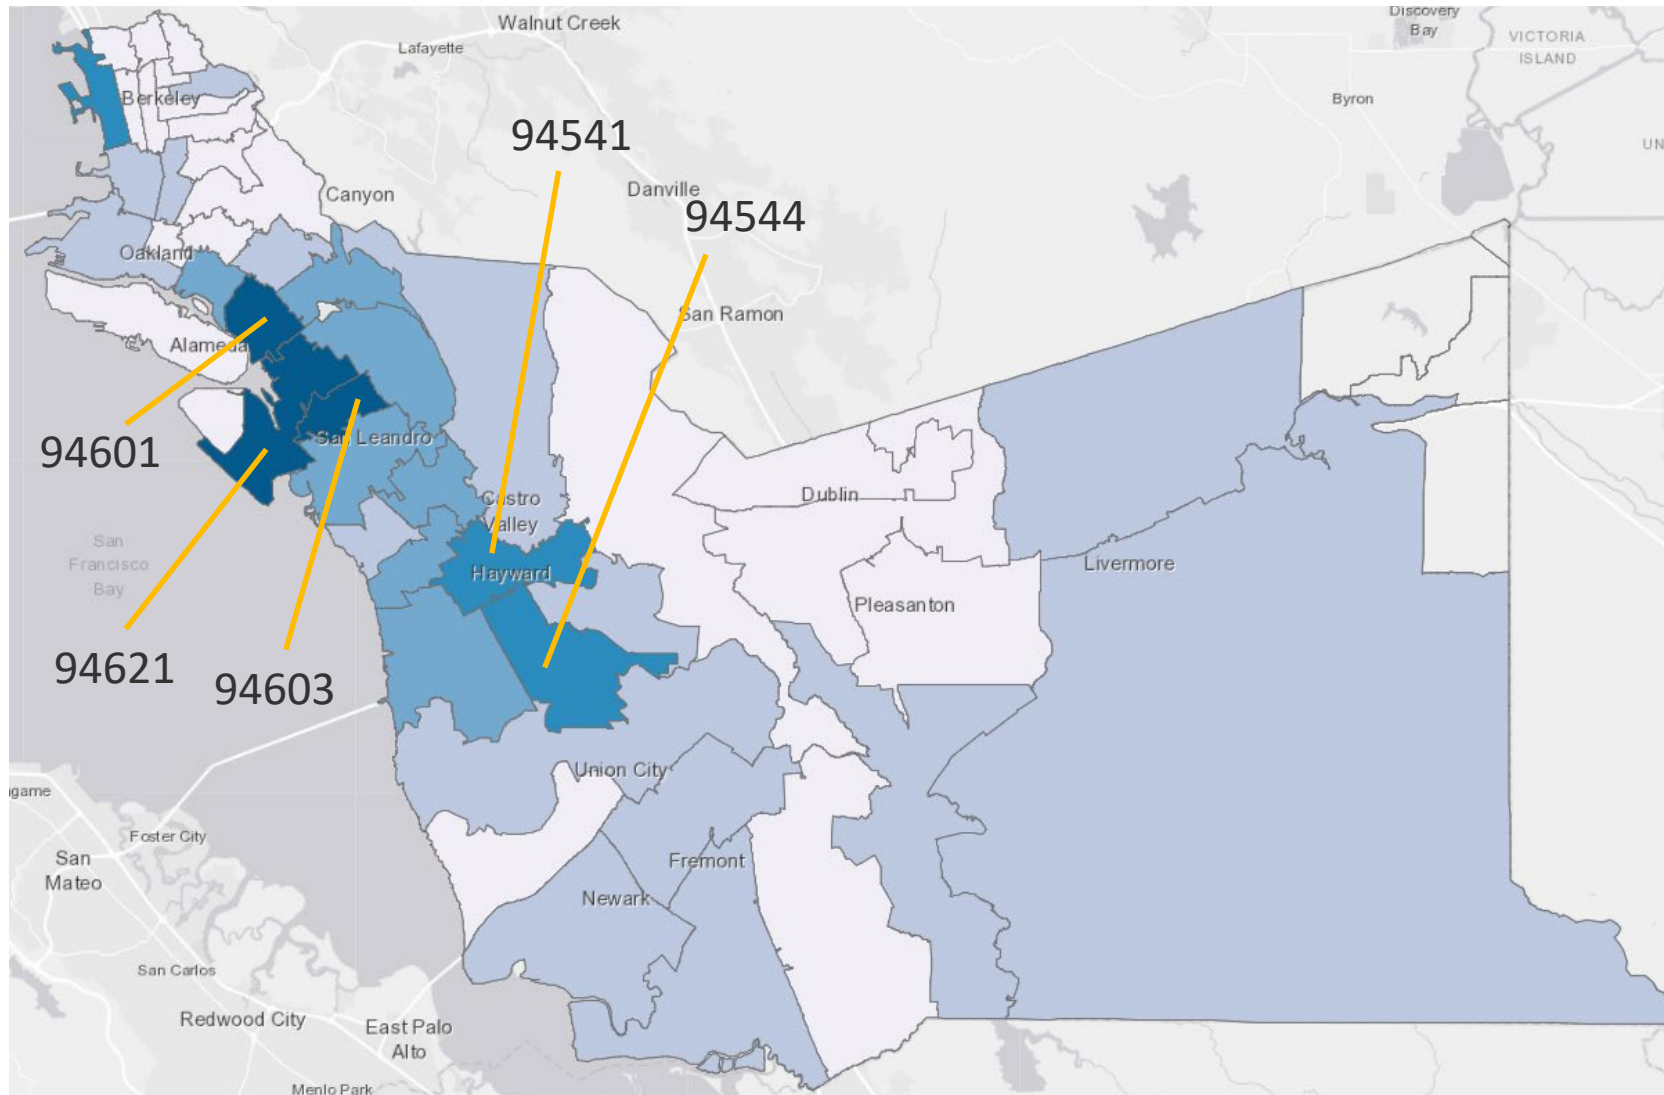 Walnut Creek
Discovery
Bay
VICTORIA
ISLAND
Lafayette
Berkeley
Byron
94541
Danville
Canyon
94544
Oakland
San Ramon
Alameda
94601
San Leandro
Castro
Valley
Dublin
San
Francisco
Bay
Hayward
Livermore
Pleasanton
94621
94603
Union City
Foster City
San
Mateo
Fremont
Newark
San Carlos
Redwood City
East Palo
Alto
Menlo Park